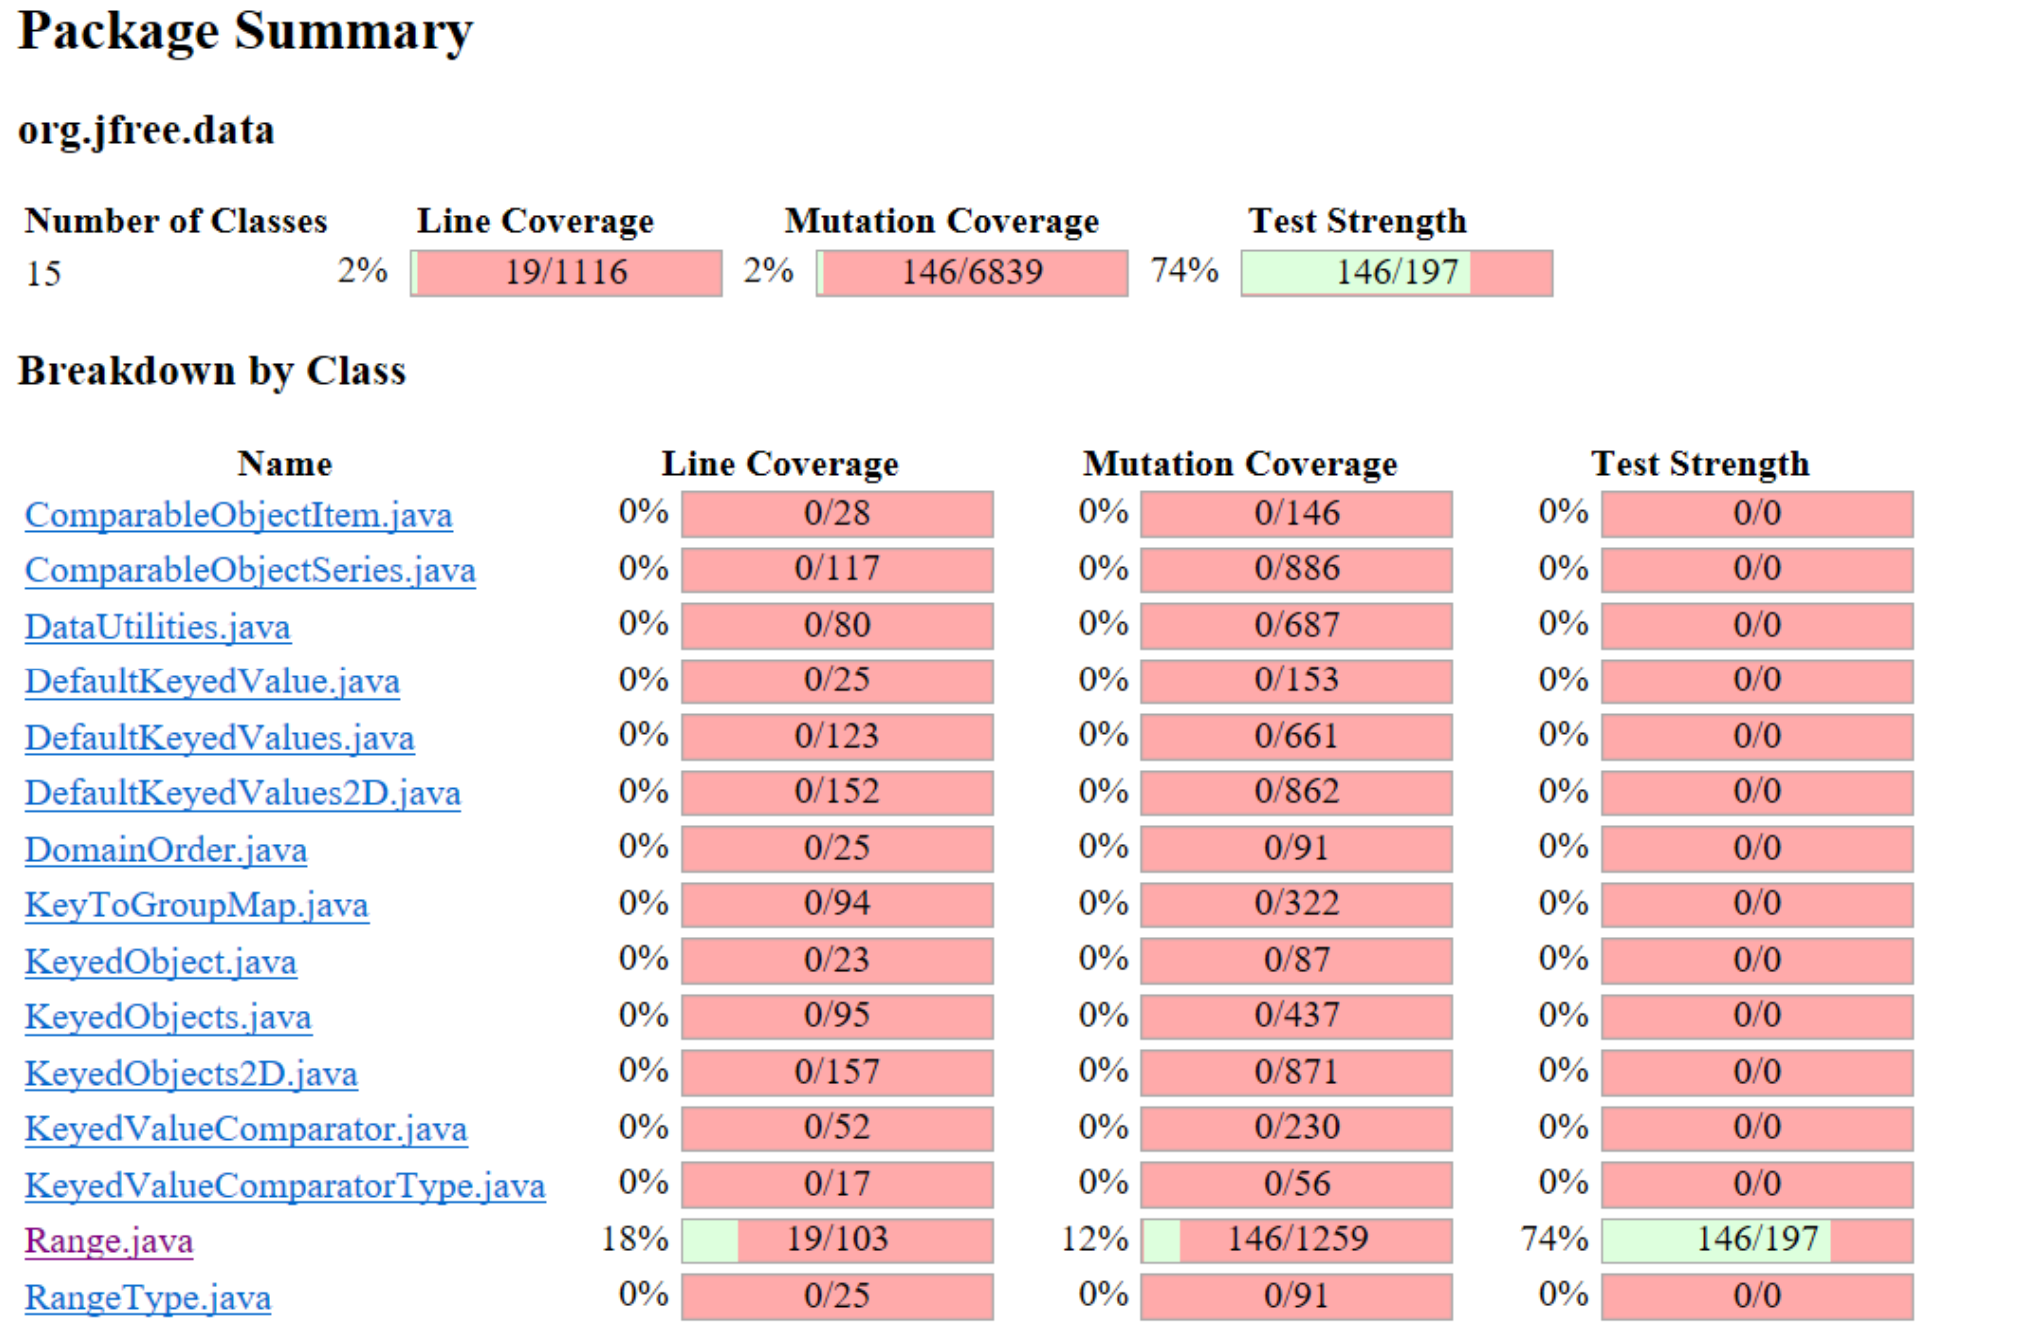 Package Summary
org.jfree.data
Number of Classes Line Coverage Mutation Coverage Test Strength
15 2% 19/1116 2% 146/6839 74% 146/197
Breakdown by Class
Name Line Coverage Mutation Coverage Test Strength
ComparableObjectItem.java 0% 0/28 0% 0/146 0% 0/0
ComparableObjectSeries.java 0% 0/117 0% 0/886 0% 0/0
DataUtilities.java 0% 0/80 0% 0/687 0% 0/0
DefaultKeyedValue.java 0% 0/25 0% 0/153 0% 0/0
DefaultKeyedValues.java 0% 0/123 0% 0/661 0% 0/0
DefaultKeyedValues2D.java 0% 0/152 0% 0/862 0% 0/0
DomainOrder.java 0% 0/25 0% 0/91 0% 0/0
KeyToGroupMap.java 0% 0/94 0% 0/322 0% 0/0
KeyedObject.java 0% 0/23 0% 0/87 0% 0/0
KeyedObjects.java 0% 0/95 0% 0/437 0% 0/0
KeyedObjects2D.java 0% 0/157 0% 0/871 0% 0/0
KeyedValueComparator.java 0% 0/52 0% 0/230 0% 0/0
KeyedValueComparatorType.java 0% 0/17 0% 0/56 0% 0/0
Range.java 18% 19/103 12% 146/1259 74% 146/197
RangeType.java 0% 0/25 0% 0/91 0% 0/0